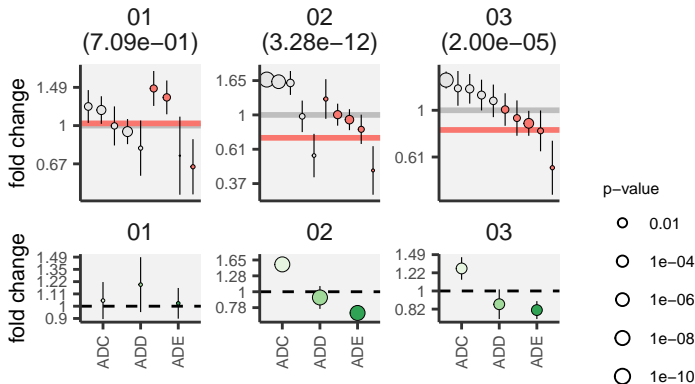 01
(7.09e−01)
02
(3.28e−12)
03
(2.00e−05)
fold change
1.49
1
0.67
1.65
1
0.61
0.37
1
0.61
01
02
03
fold change
1.49
1.35
1.22
1.11
1
0.9
1.65
1.28
1
0.78
1.49
1.22
1
0.82
ADC
ADD
ADE
ADC
ADD
ADE
ADC
ADD
ADE
p−value
0.01
1e−04
1e−06
1e−08
1e−10